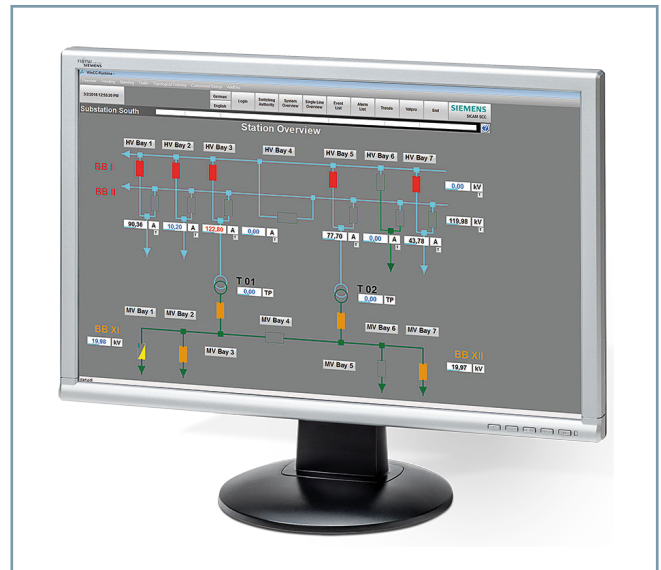 FUJITSU
SIEMENS
WinCC-Runtime -
3/2/2016 12:55:20 PM
German
English
Login
Switching
Authority
System
Overview
Single Line
Overview
Event
List
Alarm
List
Trends
Valpro
End
SIEMENS
SICAM SCC
Substation South
Station Overview
HV Bay 1
HV Bay 2
HV Bay 3
HV Bay 4
HV Bay 5
HV Bay 6
HV Bay 7
BB I
0,00 kV
BB II
119,98 kV
90,36 A
10,20 A
122,80 A
0,00 A
77,70 A
0,00 A
43,78 A
T 01
0,00 TP
T 02
0,00 TP
MV Bay 1
MV Bay 2
MV Bay 3
MV Bay 4
MV Bay 5
MV Bay 6
MV Bay 7
BB XI
19,98 kV
BB XII
19,97 kV